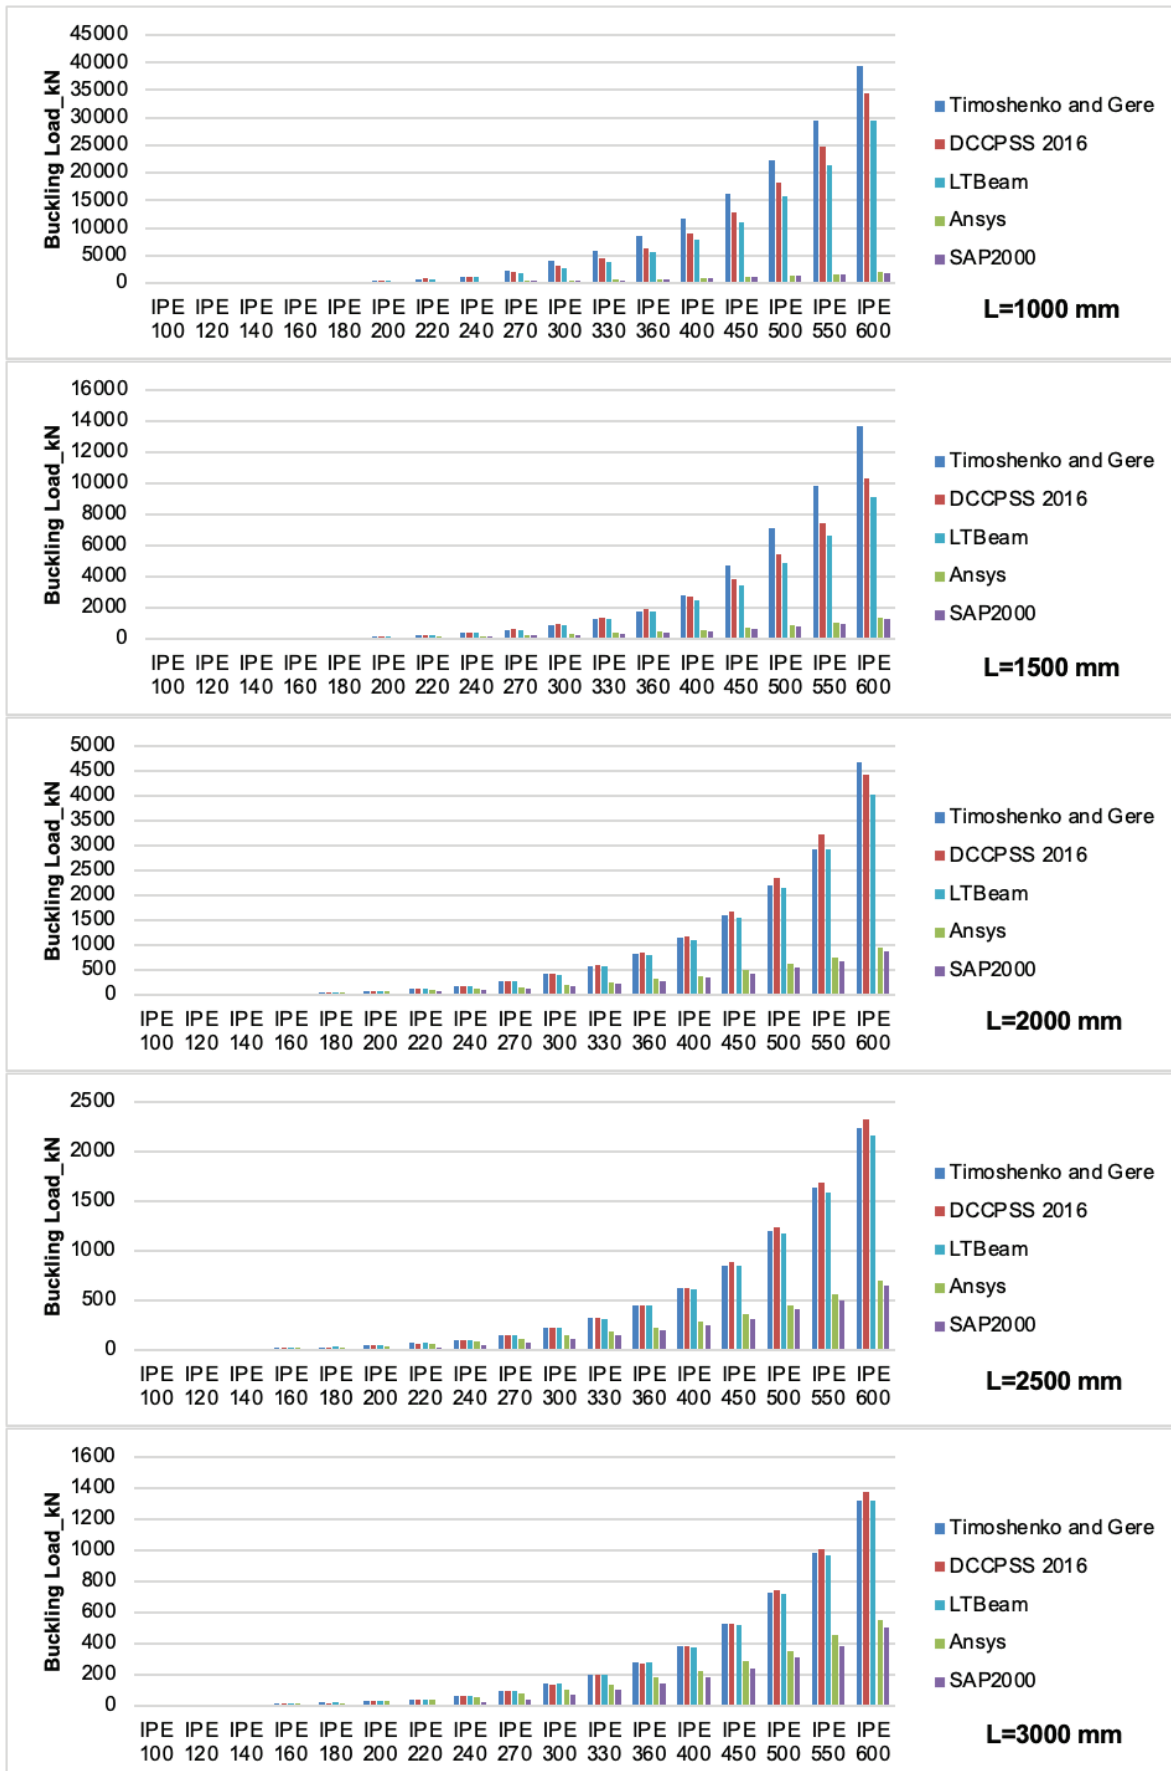 45000
40000
35000
30000
25000
20000
15000
10000
5000
0
Buckling Load_kN
IPE IPE IPE IPE IPE IPE IPE IPE IPE IPE IPE IPE IPE IPE IPE IPE IPE
100 120 140 160 180 200 220 240 270 300 330 360 400 450 500 550 600
Timoshenko and Gere
DCCPSS 2016
LTBeam
Ansys
SAP2000
L=1000 mm
16000
14000
12000
10000
8000
6000
4000
2000
0
Buckling Load_kN
IPE IPE IPE IPE IPE IPE IPE IPE IPE IPE IPE IPE IPE IPE IPE IPE IPE
100 120 140 160 180 200 220 240 270 300 330 360 400 450 500 550 600
Timoshenko and Gere
DCCPSS 2016
LTBeam
Ansys
SAP2000
L=1500 mm
5000
4500
4000
3500
3000
2500
2000
1500
1000
500
0
Buckling Load_kN
IPE IPE IPE IPE IPE IPE IPE IPE IPE IPE IPE IPE IPE IPE IPE IPE IPE
100 120 140 160 180 200 220 240 270 300 330 360 400 450 500 550 600
Timoshenko and Gere
DCCPSS 2016
LTBeam
Ansys
SAP2000
L=2000 mm
2500
2000
1500
1000
500
0
Buckling Load_kN
IPE IPE IPE IPE IPE IPE IPE IPE IPE IPE IPE IPE IPE IPE IPE IPE IPE
100 120 140 160 180 200 220 240 270 300 330 360 400 450 500 550 600
Timoshenko and Gere
DCCPSS 2016
LTBeam
Ansys
SAP2000
L=2500 mm
1600
1400
1200
1000
800
600
400
200
0
Buckling Load_kN
IPE IPE IPE IPE IPE IPE IPE IPE IPE IPE IPE IPE IPE IPE IPE IPE IPE
100 120 140 160 180 200 220 240 270 300 330 360 400 450 500 550 600
Timoshenko and Gere
DCCPSS 2016
LTBeam
Ansys
SAP2000
L=3000 mm